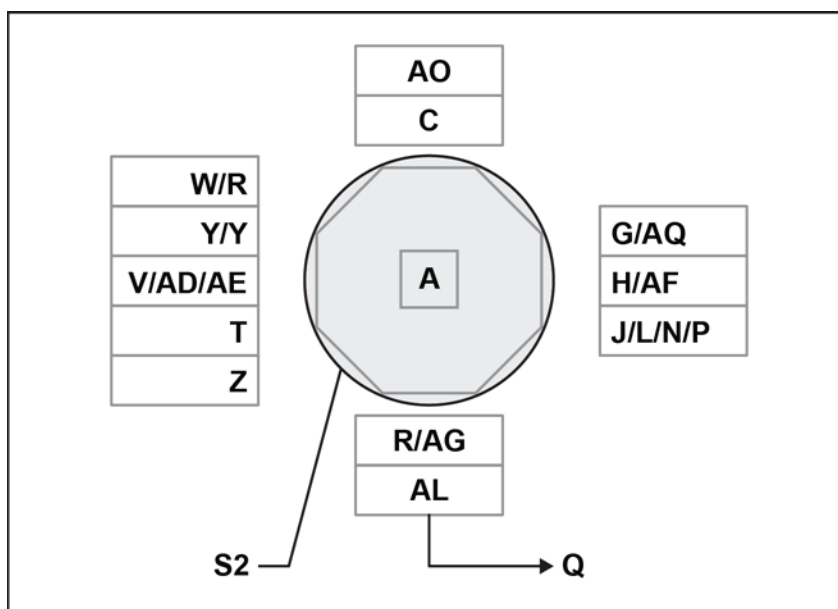 AO
C
W/R
Y/Y
V/AD/AE
T
Z
A
G/AQ
H/AF
J/L/N/P
R/AG
AL
S2
Q